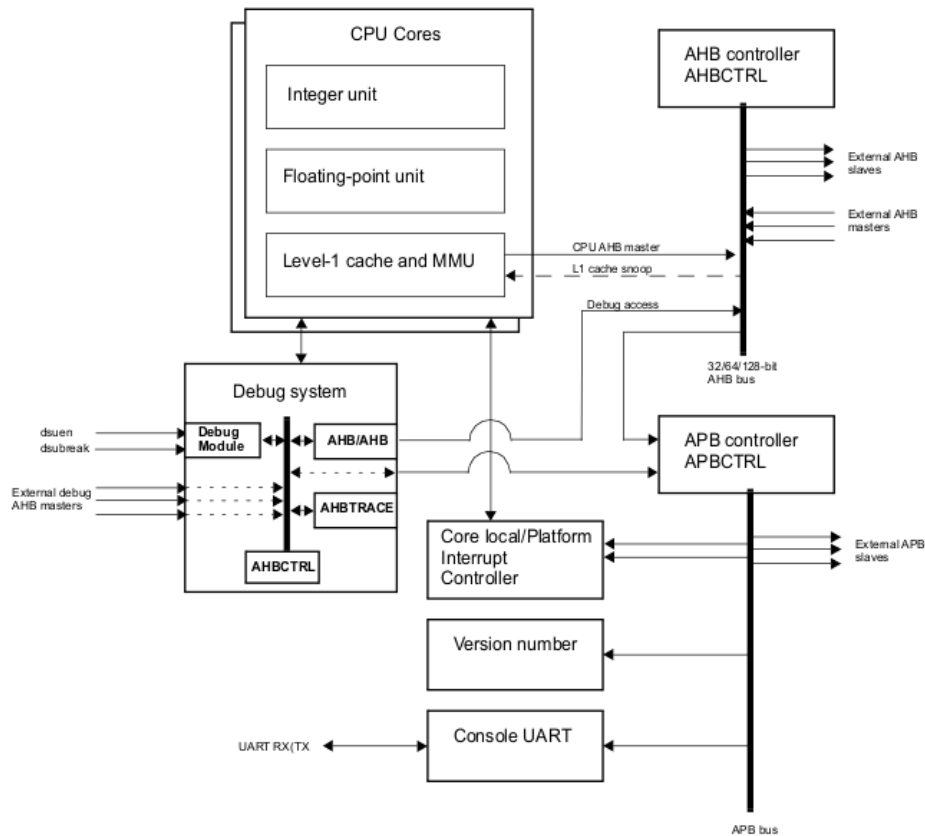 CPU Cores
Integer unit
Floating-point unit
Level-1 cache and MMU
AHB controller
AHBCTRL
External AHB
slaves
External AHB
masters
CPU AHB master
L1 cache snoop
Debug access
32/64/128-bit
AHB bus
Debug system
dsuen
dsubreak
Debug
Module
AHB/AHB
External debug
AHB masters
AHBTRACE
AHBCTRL
APB controller
APBCTRL
Core local/Platform
Interrupt
Controller
External APB
slaves
Version number
Console UART
UART RX(TX
APB bus